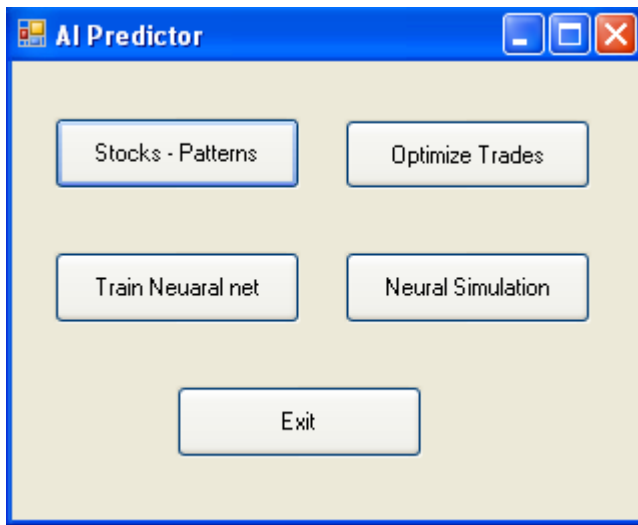 AI Predictor
Stocks - Patterns
Optimize Trades
Train Neuaral net
Neural Simulation
Exit